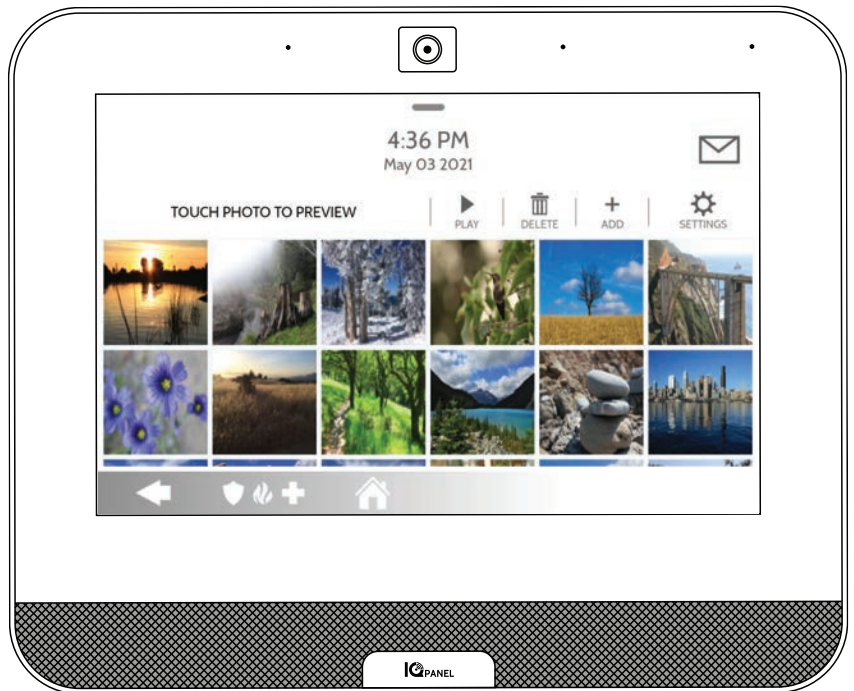 4:36 PM
May 03 2021
TOUCH PHOTO TO PREVIEW
PLAY
DELETE
ADD
SETTINGS
IQ PANEL